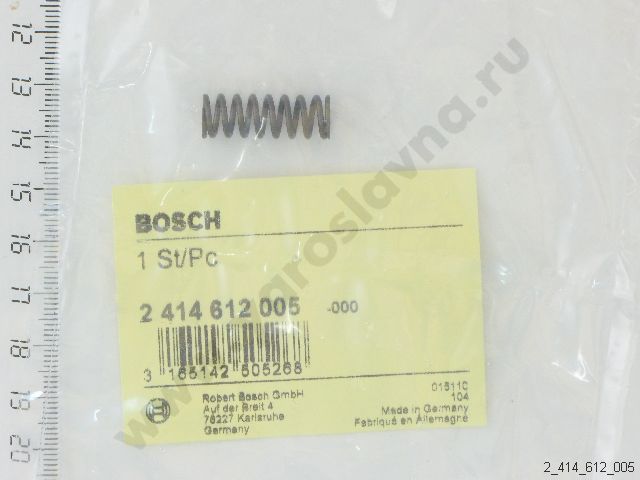 12
13
14
15
16
17
18
19
20
BOSCH
1 St/Pc
2 414 612 005 -000
3 165142 505268
Robert Bosch GmbH
Auf der Breit 4
76227 Karlsruhe
Germany
015110
104
Made in Germany
Fabriqué en Allemagne
www.yaroslavna.ru
2_414_612_005